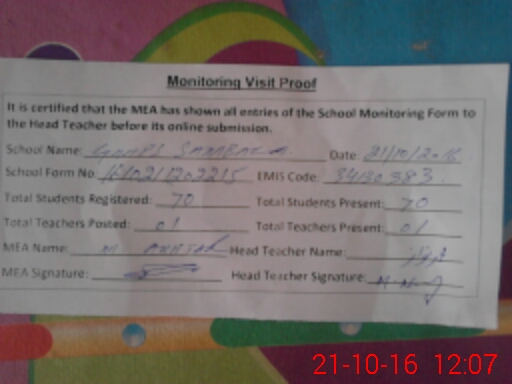 Monitoring Visit Proof
It is certified that the MEA has shown all entries of the School Monitoring Form to
the Head Teacher before its online submission.
School Name: GMMPS Date: 21/10/2016
School Form No: EMIS Code:
Total Students Registered: 70 Total Students Present: 70
Total Teachers Posted: 01 Total Teachers Present: 01
MEA Name: M Head Teacher Name:
MEA Signature: Head Teacher Signature:
21-10-16 12:07